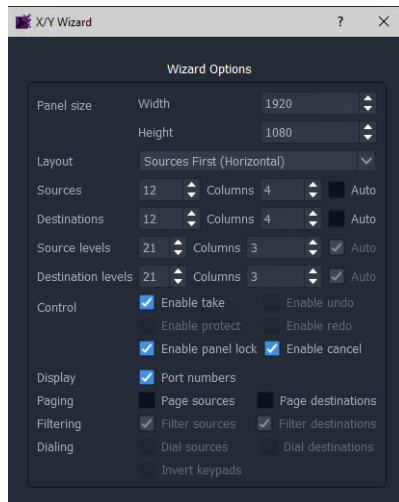 X/Y Wizard ?
Wizard Options
Panel size Width 1920
Height 1080
Layout Sources First (Horizontal)
Sources 12 Columns 4 Auto
Destinations 12 Columns 4 Auto
Source levels 21 Columns 3 Auto
Destination levels 21 Columns 3 Auto
Control Enable take Enable undo
Enable protect Enable redo
Enable panel lock Enable cancel
Display Port numbers
Paging Page sources Page destinations
Filtering Filter sources Filter destinations
Dialing Dial sources Dial destinations
Invert keypads